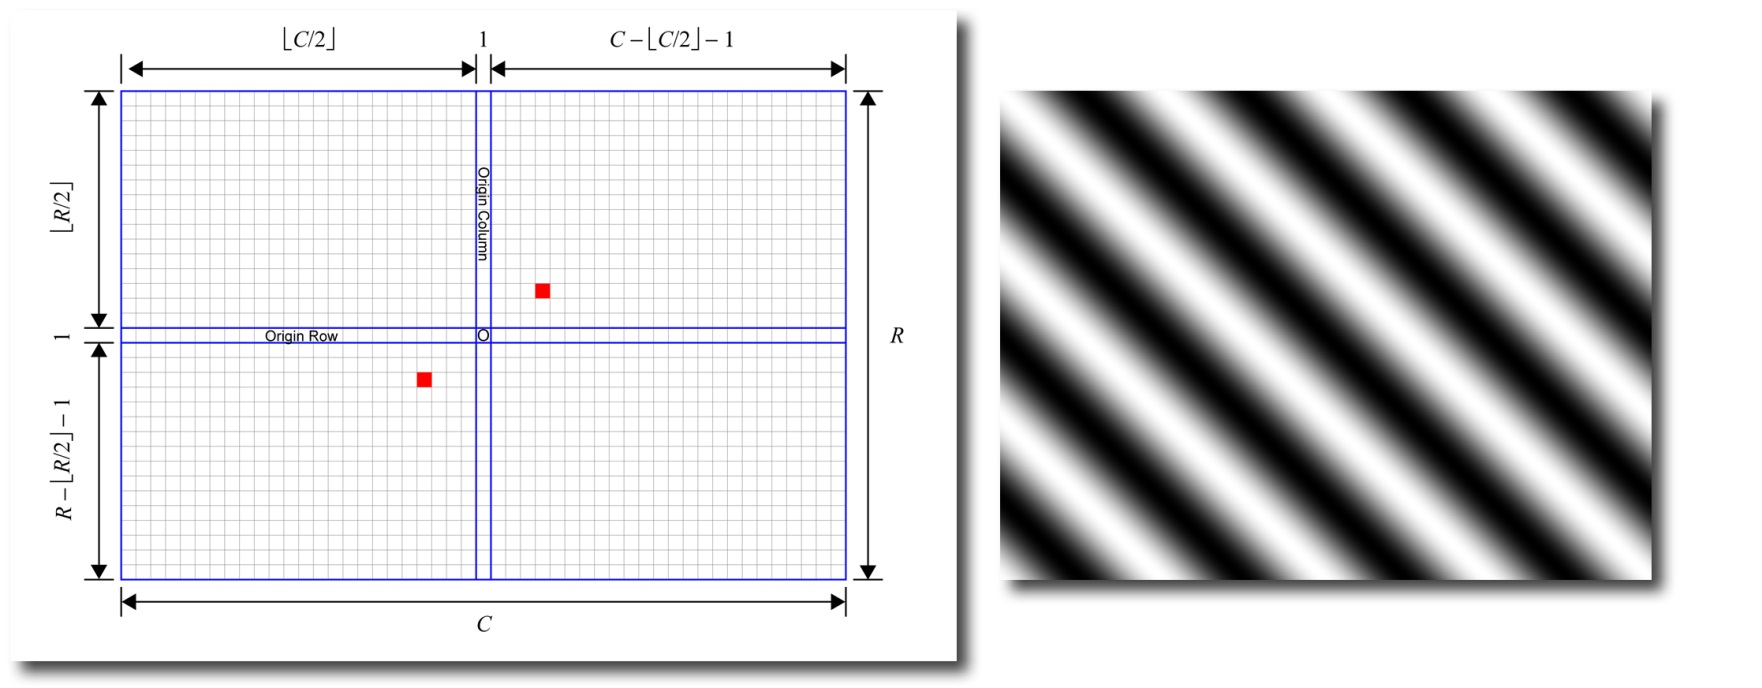 ⌊C/2⌋
1
C – ⌊C/2⌋ – 1
⌊R/2⌋
Origin Column
1
Origin Row
O
R
R – ⌊R/2⌋ – 1
C